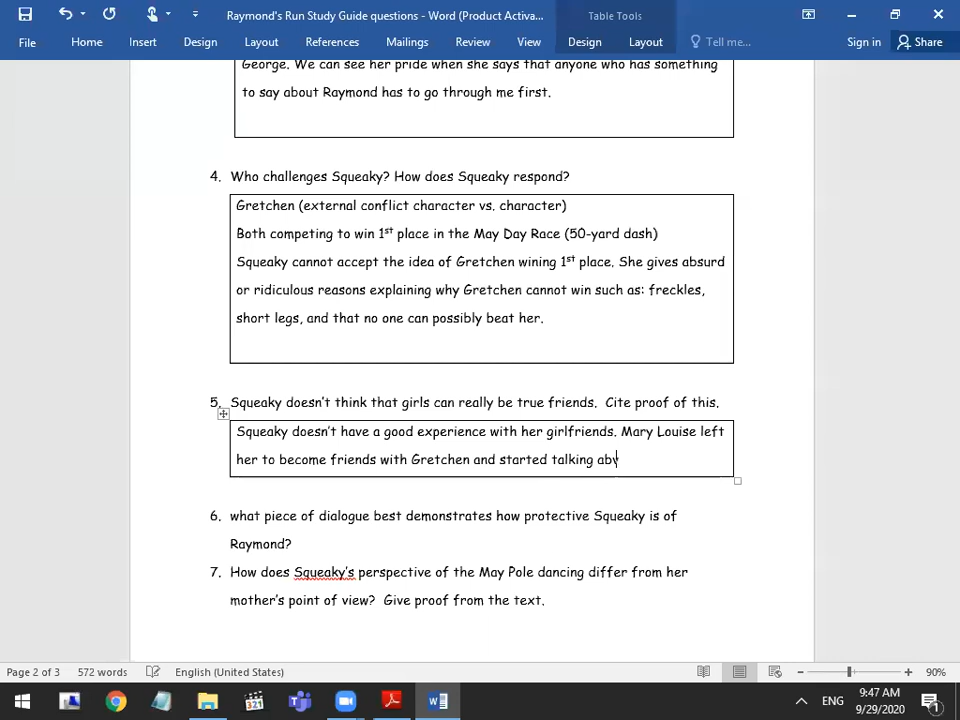 Raymond's Run Study Guide questions - Word (Product Activa...
Table Tools
File Home Insert Design Layout References Mailings Review View Design Layout Tell me... Sign in Share
George. We can see her pride when she says that anyone who has something
to say about Raymond has to go through me first.
4. Who challenges Squeaky? How does Squeaky respond?
Gretchen (external conflict character vs. character)
Both competing to win 1st place in the May Day Race (50-yard dash)
Squeaky cannot accept the idea of Gretchen wining 1st place. She gives absurd
or ridiculous reasons explaining why Gretchen cannot win such as: freckles,
short legs, and that no one can possibly beat her.
5. Squeaky doesn't think that girls can really be true friends. Cite proof of this.
Squeaky doesn't have a good experience with her girlfriends. Mary Louise left
her to become friends with Gretchen and started talking abv
6. what piece of dialogue best demonstrates how protective Squeaky is of
Raymond?
7. How does Squeaky's perspective of the May Pole dancing differ from her
mother's point of view? Give proof from the text.
Page 2 of 3 572 words English (United States) 90%
321
ENG
9:47 AM
9/29/2020
1